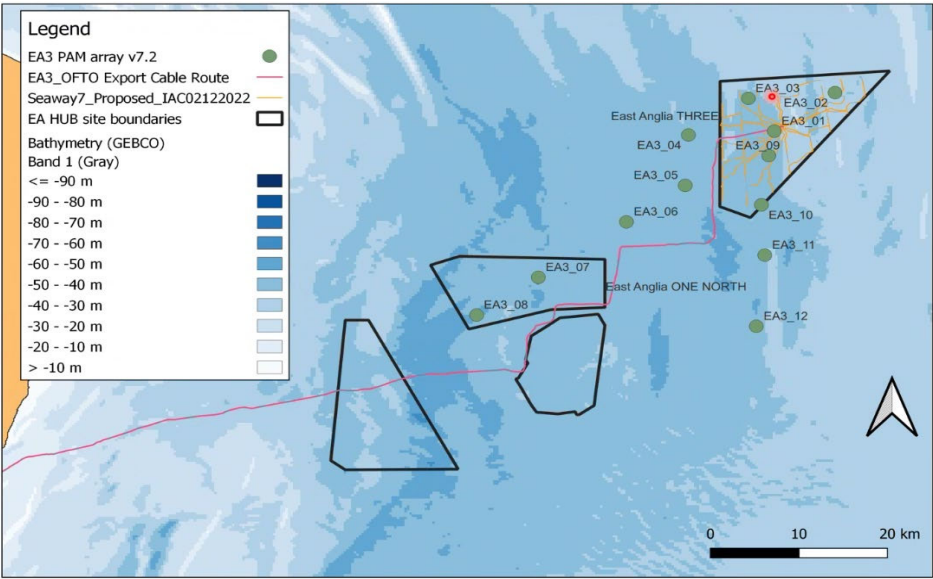 Legend
EA3 PAM array v7.2
EA3_OFTO Export Cable Route
Seaway7_Proposed_IAC02122022
EA HUB site boundaries
Bathymetry (GEBCO)
Band 1 (Gray)
<= -90 m
-90 - -80 m
-80 - -70 m
-70 - -60 m
-60 - -50 m
-50 - -40 m
-40 - -30 m
-30 - -20 m
-20 - -10 m
> -10 m
EA3_03
EA3_02
East Anglia THREE
EA3_01
EA3_04
EA3_09
EA3_05
EA3_06
EA3_10
EA3_11
EA3_07
East Anglia ONE NORTH
EA3_08
EA3_12
0 10 20 km